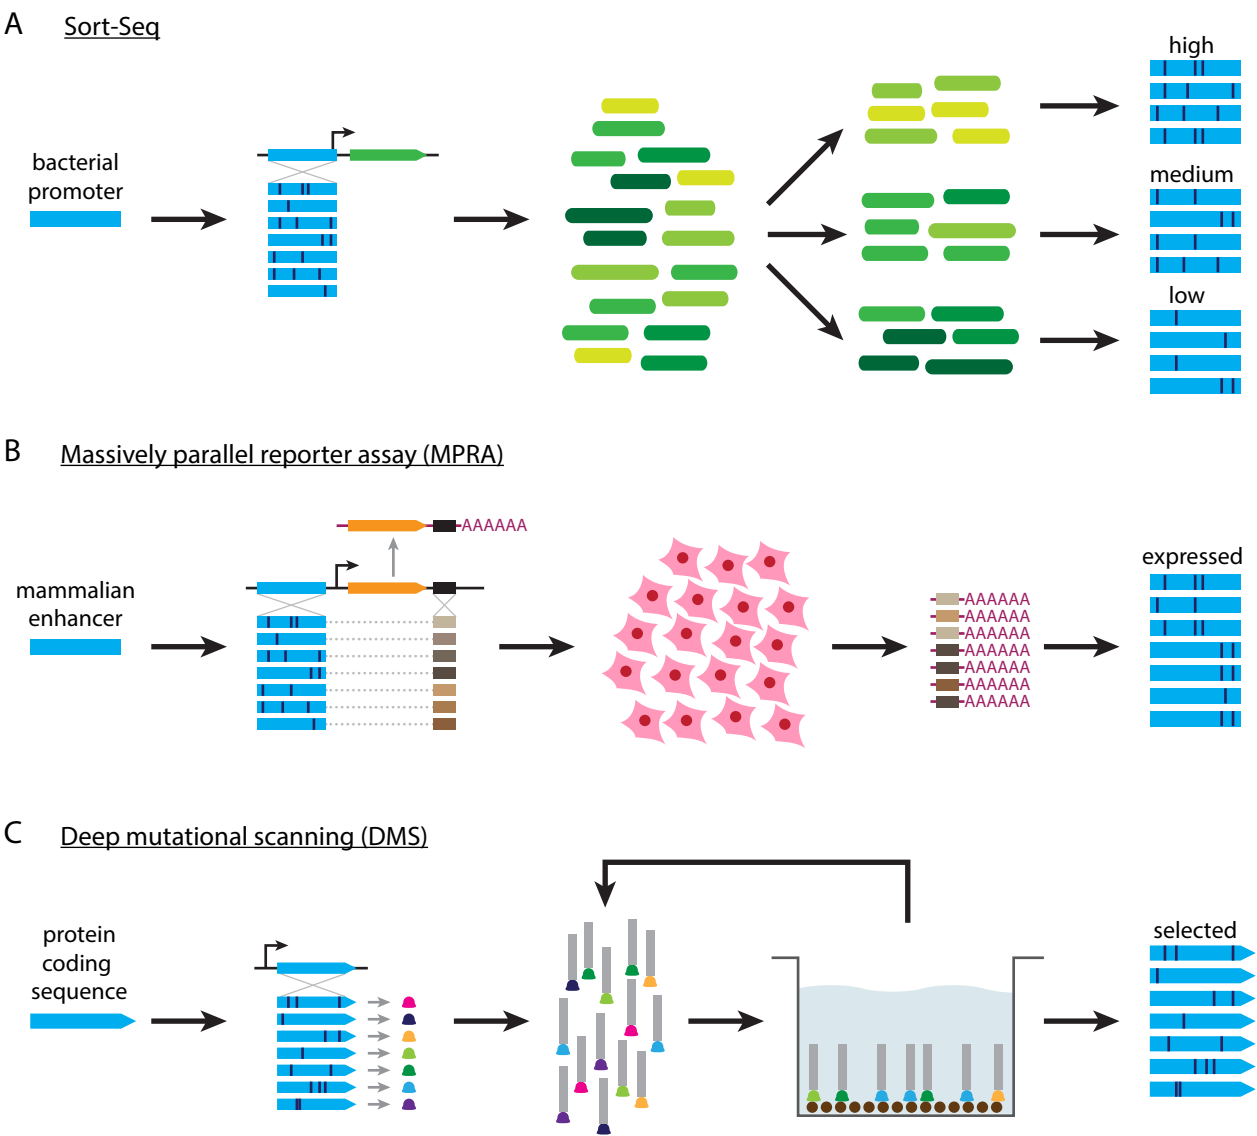 A Sort-Seq
bacterial
promoter
high
medium
low
B Massively parallel reporter assay (MPRA)
AAAAAA
mammalian
enhancer
AAAAAA
AAAAAA
AAAAAA
AAAAAA
AAAAAA
AAAAAA
AAAAAA
expressed
C Deep mutational scanning (DMS)
protein
coding
sequence
selected